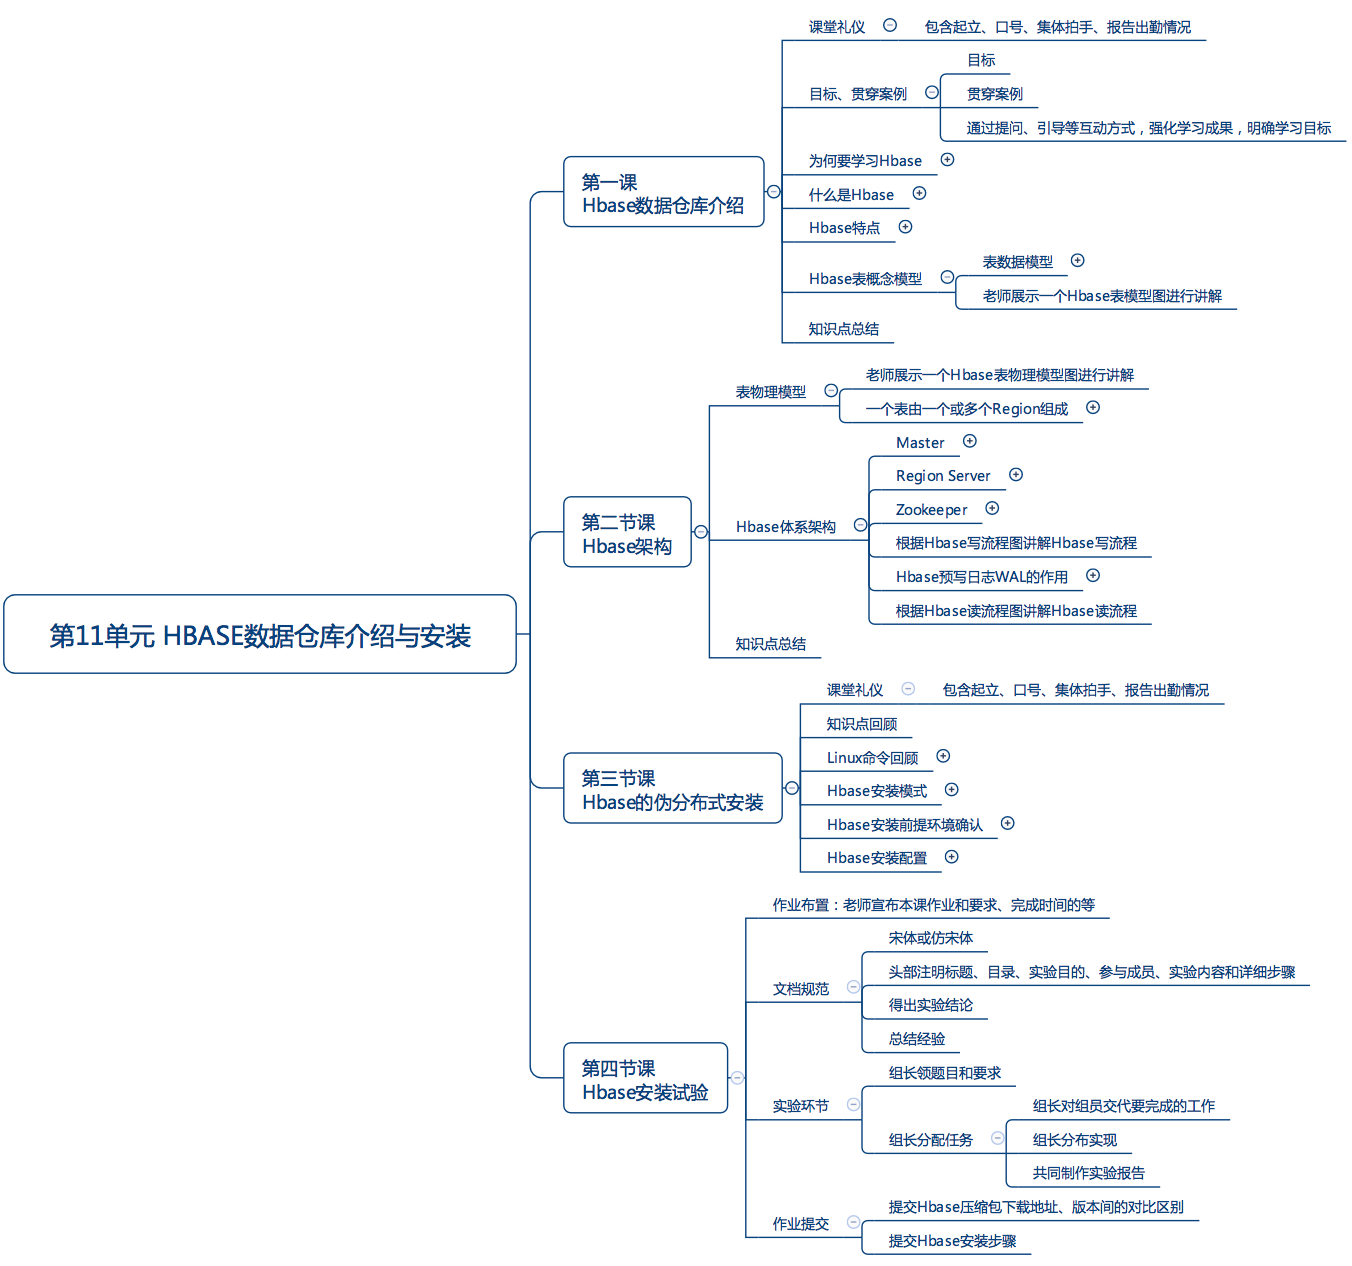 第11单元 HBASE数据仓库介绍与安装
第一课
Hbase数据仓库介绍
课堂礼仪
包含起立、口号、集体拍手、报告出勤情况
目标、贯穿案例
目标
贯穿案例
通过提问、引导等互动方式，强化学习成果，明确学习目标
为何要学习Hbase
什么是Hbase
Hbase特点
Hbase表概念模型
表数据模型
老师展示一个Hbase表模型图进行讲解
知识点总结
第二节课
Hbase架构
表物理模型
老师展示一个Hbase表物理模型图进行讲解
一个表由一个或多个Region组成
Hbase体系架构
Master
Region Server
Zookeeper
根据Hbase写流程图讲解Hbase写流程
Hbase预写日志WAL的作用
根据Hbase读流程图讲解Hbase读流程
知识点总结
第三节课
Hbase的伪分布式安装
课堂礼仪
包含起立、口号、集体拍手、报告出勤情况
知识点回顾
Linux命令回顾
Hbase安装模式
Hbase安装前提环境确认
Hbase安装配置
第四节课
Hbase安装试验
作业布置：老师宣布本课作业和要求、完成时间的等
文档规范
宋体或仿宋体
头部注明标题、目录、实验目的、参与成员、实验内容和详细步骤
得出实验结论
总结经验
实验环节
组长领题目和要求
组长分配任务
组长对组员交代要完成的工作
组长分布实现
共同制作实验报告
作业提交
提交Hbase压缩包下载地址、版本间的对比区别
提交Hbase安装步骤